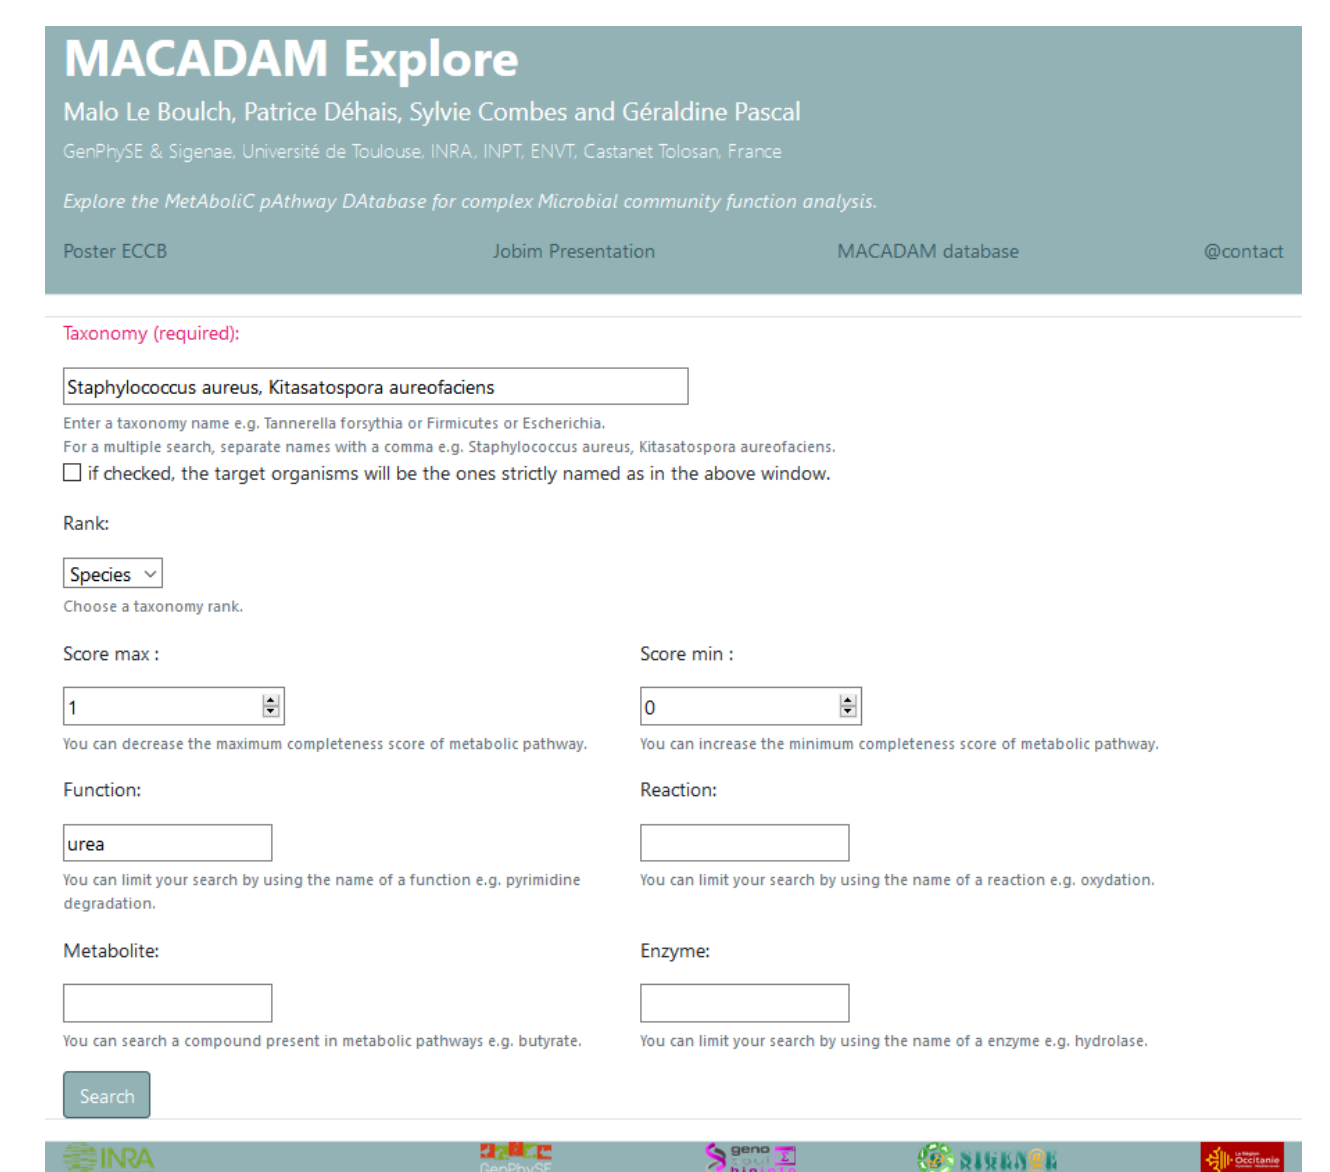 MACADAM Explore
Malo Le Boulch, Patrice Déhais, Sylvie Combes and Géraldine Pascal
GenPhySE & Sigenae, Université de Toulouse, INRA, INPT, ENVT, Castanet Tolosan, France
Explore the MetAboliC pAthway DAtabase for complex Microbial community function analysis.
Poster ECCB Jobim Presentation MACADAM database @contact
Taxonomy (required):
Staphylococcus aureus, Kitasatospora aureofaciens
Enter a taxonomy name e.g. Tannerella forsythia or Firmicutes or Escherichia.
For a multiple search, separate names with a comma e.g. Staphylococcus aureus, Kitasatospora aureofaciens.
if checked, the target organisms will be the ones strictly named as in the above window.
Rank:
Species
Choose a taxonomy rank.
Score max : Score min :
1 0
You can decrease the maximum completeness score of metabolic pathway. You can increase the minimum completeness score of metabolic pathway.
Function: Reaction:
urea
You can limit your search by using the name of a function e.g. pyrimidine You can limit your search by using the name of a reaction e.g. oxydation.
degradation.
Metabolite: Enzyme:
You can search a compound present in metabolic pathways e.g. butyrate. You can limit your search by using the name of a enzyme e.g. hydrolase.
Search
INRA GenPhySE geno toul bioinfo SIGEN@E La Région Occitanie